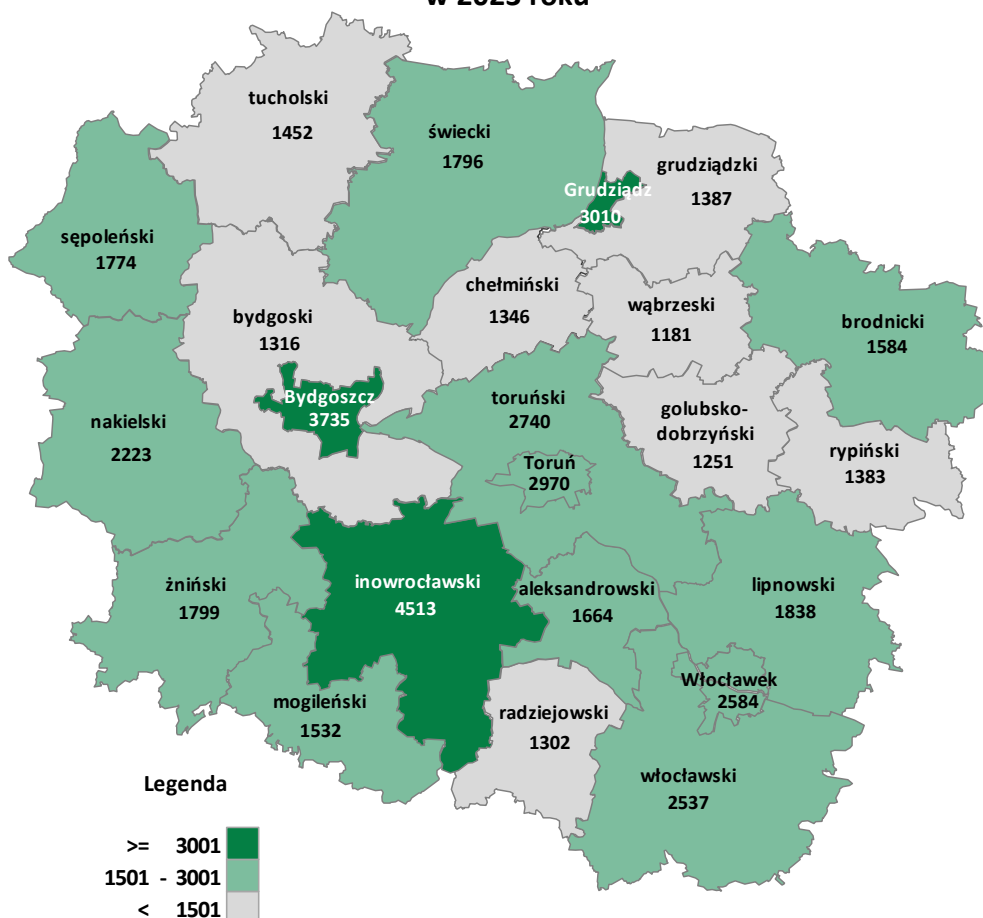 w 2023 roku
tucholski
1452
świecki
1796
grudziądzki
1387
Grudziądz
3010
sępoleński
1774
chełmiński
1346
wąbrzeski
1181
bydgoski
1316
brodnicki
1584
Bydgoszcz
3735
toruński
2740
golubsko-
dobrzyński
1251
nakielski
2223
rypiński
1383
Toruń
2970
żniński
1799
inowrocławski
4513
aleksandrowski
1664
lipnowski
1838
Włocławek
2584
mogileński
1532
radziejowski
1302
włocławski
2537
Legenda
>= 3001
1501 - 3001
< 1501